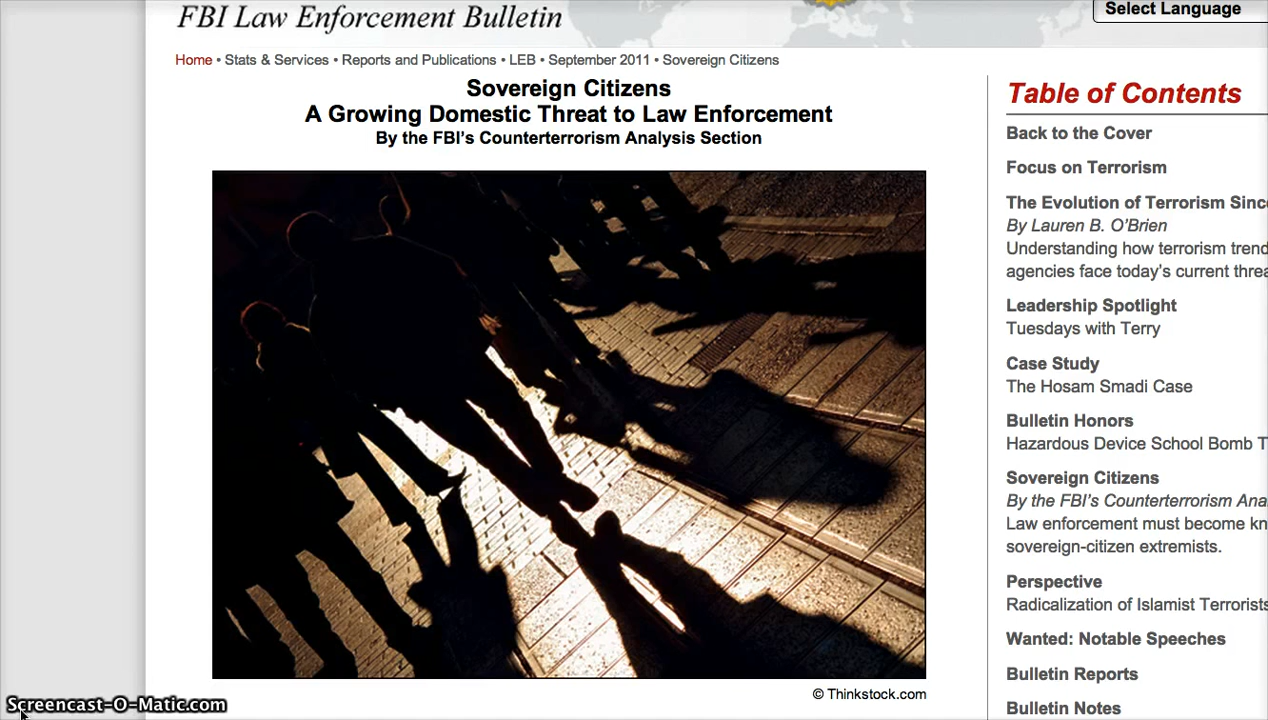 FBI Law Enforcement Bulletin
Select Language
Home • Stats & Services • Reports and Publications • LEB • September 2011 • Sovereign Citizens
Sovereign Citizens
A Growing Domestic Threat to Law Enforcement
By the FBI's Counterterrorism Analysis Section
© Thinkstock.com
Table of Contents
Back to the Cover
Focus on Terrorism
The Evolution of Terrorism Sinc
By Lauren B. O'Brien
Understanding how terrorism trend
agencies face today's current threa
Leadership Spotlight
Tuesdays with Terry
Case Study
The Hosam Smadi Case
Bulletin Honors
Hazardous Device School Bomb T
Sovereign Citizens
By the FBI's Counterterrorism Ana
Law enforcement must become kn
sovereign-citizen extremists.
Perspective
Radicalization of Islamist Terrorists
Wanted: Notable Speeches
Bulletin Reports
Bulletin Notes
Screencast-O-Matic.com